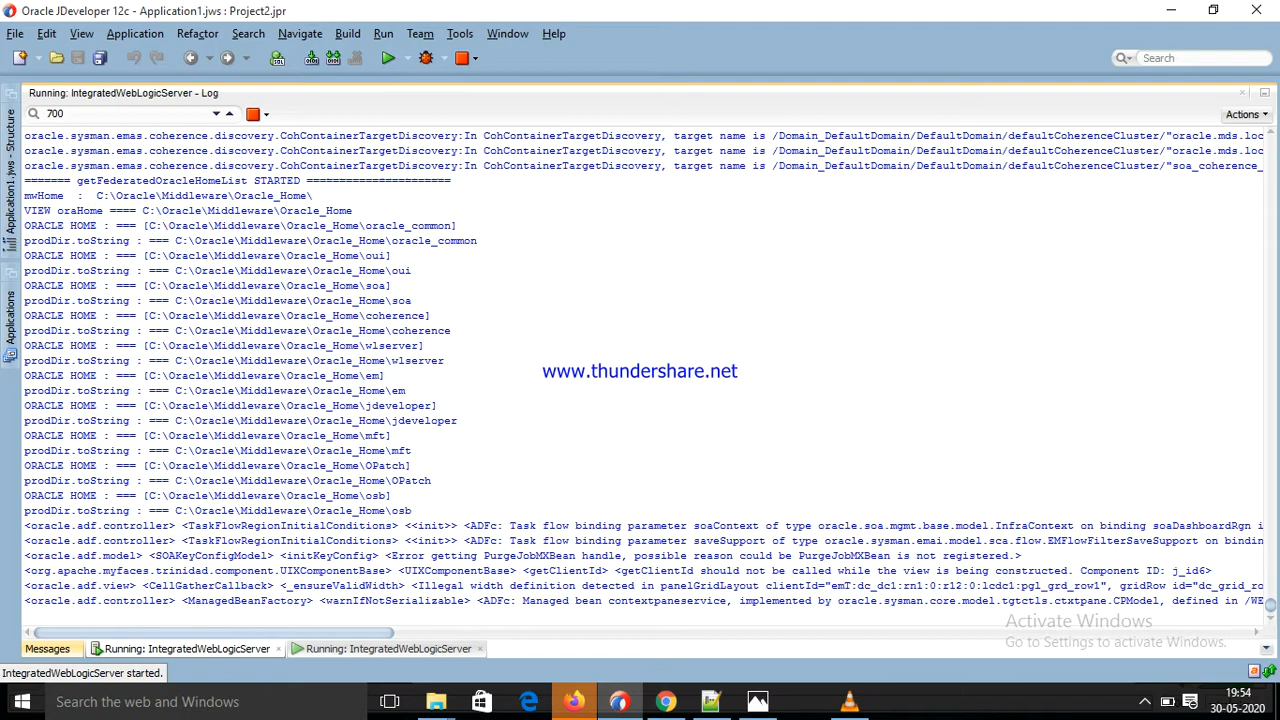 Oracle JDeveloper 12c - Application1.jws : Project2.jpr
File Edit View Application Refactor Search Navigate Build Run Team Tools Window Help
Search
Running: IntegratedWebLogicServer - Log
700
Actions
Application1.jws - Structure
Applications
oracle.sysman.emas.coherence.discovery.CohContainerTargetDiscovery:In CohContainerTargetDiscovery, target name is /Domain_DefaultDomain/DefaultDomain/defaultCoherenceCluster/"oracle.mds.loc
oracle.sysman.emas.coherence.discovery.CohContainerTargetDiscovery:In CohContainerTargetDiscovery, target name is /Domain_DefaultDomain/DefaultDomain/defaultCoherenceCluster/"oracle.mds.loc
oracle.sysman.emas.coherence.discovery.CohContainerTargetDiscovery:In CohContainerTargetDiscovery, target name is /Domain_DefaultDomain/DefaultDomain/defaultCoherenceCluster/"soa_coherence_
======= getFederatedOracleHomeList STARTED ======================
mwHome : C:\Oracle\Middleware\Oracle_Home\
VIEW oraHome ==== C:\Oracle\Middleware\Oracle_Home
ORACLE HOME : === [C:\Oracle\Middleware\Oracle_Home\oracle_common]
prodDir.toString : === C:\Oracle\Middleware\Oracle_Home\oracle_common
ORACLE HOME : === [C:\Oracle\Middleware\Oracle_Home\oui]
prodDir.toString : === C:\Oracle\Middleware\Oracle_Home\oui
ORACLE HOME : === [C:\Oracle\Middleware\Oracle_Home\soa]
prodDir.toString : === C:\Oracle\Middleware\Oracle_Home\soa
ORACLE HOME : === [C:\Oracle\Middleware\Oracle_Home\coherence]
prodDir.toString : === C:\Oracle\Middleware\Oracle_Home\coherence
ORACLE HOME : === [C:\Oracle\Middleware\Oracle_Home\wlserver]
prodDir.toString : === C:\Oracle\Middleware\Oracle_Home\wlserver
www.thundershare.net
ORACLE HOME : === [C:\Oracle\Middleware\Oracle_Home\em]
prodDir.toString : === C:\Oracle\Middleware\Oracle_Home\em
ORACLE HOME : === [C:\Oracle\Middleware\Oracle_Home\jdeveloper]
prodDir.toString : === C:\Oracle\Middleware\Oracle_Home\jdeveloper
ORACLE HOME : === [C:\Oracle\Middleware\Oracle_Home\mft]
prodDir.toString : === C:\Oracle\Middleware\Oracle_Home\mft
ORACLE HOME : === [C:\Oracle\Middleware\Oracle_Home\OPatch]
prodDir.toString : === C:\Oracle\Middleware\Oracle_Home\OPatch
ORACLE HOME : === [C:\Oracle\Middleware\Oracle_Home\osb]
prodDir.toString : === C:\Oracle\Middleware\Oracle_Home\osb
<oracle.adf.controller> <TaskFlowRegionInitialConditions> <<init>> <ADFc: Task flow binding parameter soaContext of type oracle.soa.mgmt.base.model.InfraContext on binding soaDashboardRgn i
<oracle.adf.controller> <TaskFlowRegionInitialConditions> <<init>> <ADFc: Task flow binding parameter saveSupport of type oracle.sysman.emai.model.sca.flow.EMFlowFilterSaveSupport on bindin
<oracle.adf.model> <SOAKeyConfigModel> <initKeyConfig> <Error getting PurgeJobMXBean handle, possible reason could be PurgeJobMXBean is not registered.>
<org.apache.myfaces.trinidad.component.UIXComponentBase> <UIXComponentBase> <getClientId> <getClientId should not be called while the view is being constructed. Component ID: j_id6>
<oracle.adf.view> <CellGatherCallback> <_ensureValidWidth> <Illegal width definition detected in panelGridLayout clientId="emT:dc_dc1:rn1:0:r12:0:lcdc1:pgl_grd_row1", gridRow id="dc_grid_ro
<oracle.adf.controller> <ManagedBeanFactory> <warnIfNotSerializable> <ADFc: Managed bean contextpaneservice, implemented by oracle.sysman.core.model.tgtctls.ctxtpane.CPModel, defined in /WE
Activate Windows
Go to Settings to activate Windows.
Messages Running: IntegratedWebLogicServer Running: IntegratedWebLogicServer
IntegratedWebLogicServer started.
Search the web and Windows
19:54
30-05-2020